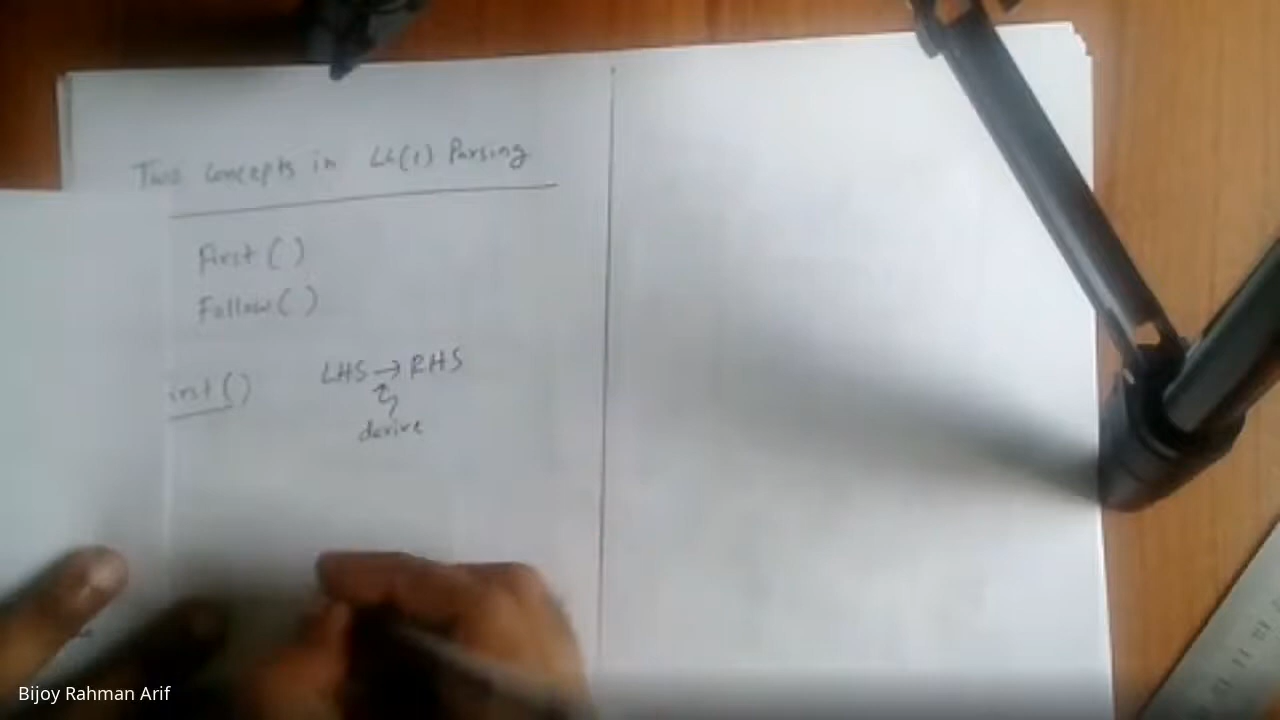 Two Concepts in LL(1) Parsing
First ( )
Follow ( )
irst ( ) LHS → RHS
derive
Bijoy Rahman Arif